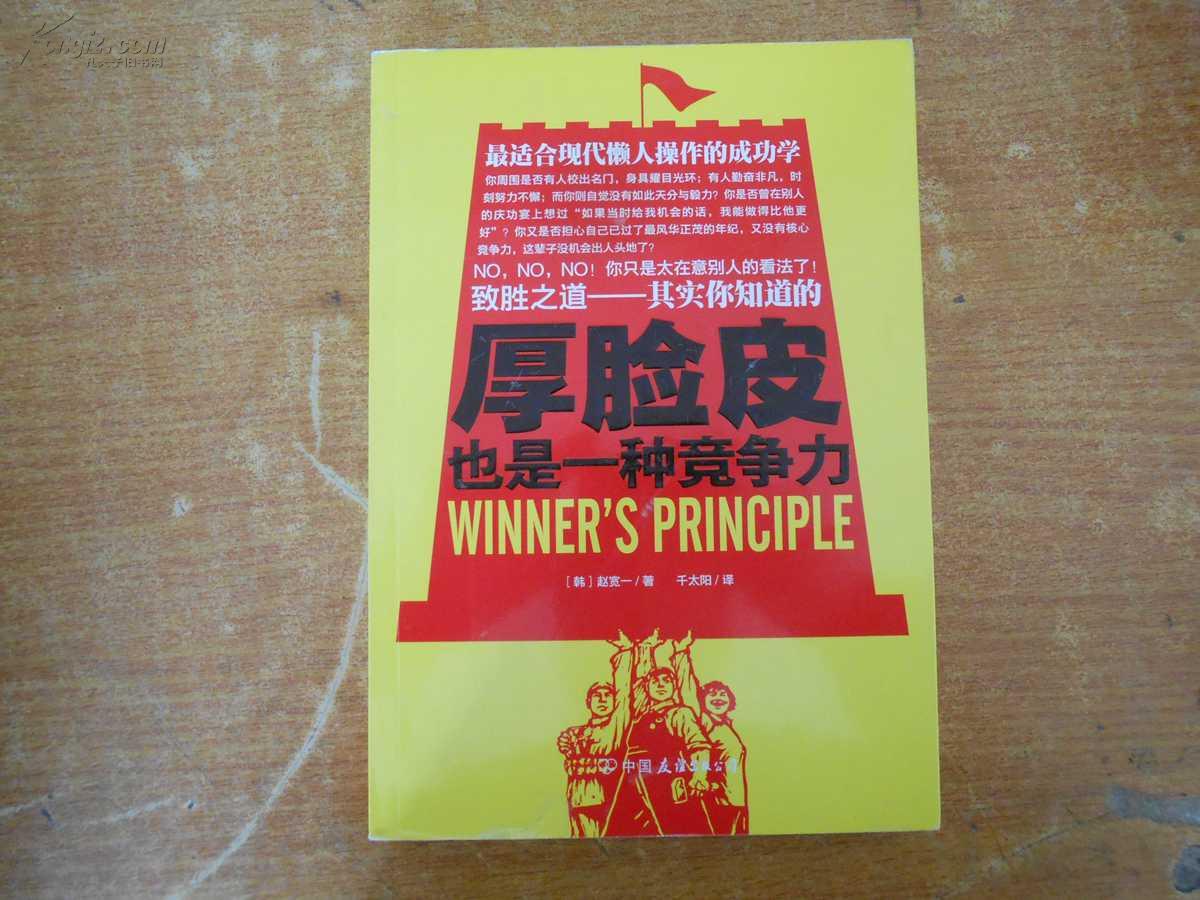 Kongfz.com
孔夫子旧书网
最适合现代懒人操作的成功学
你周围是否有人校出名门，身具耀目光环；有人勤奋非凡，时
刻努力不懈；而你则自觉没有如此天分与毅力？你是否曾在别人
的庆功宴上想过“如果当时给我机会的话，我能做得比他更
好”？你又是否担心自己已过了最风华正茂的年纪，又没有核心
竞争力，这辈子没机会出人头地了？
NO，NO，NO！你只是太在意别人的看法了！
致胜之道——其实你知道的
厚脸皮
也是一种竞争力
WINNER'S PRINCIPLE
［韩］赵宽一/著 千太阳/译
中国友谊出版公司